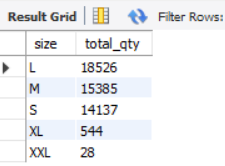 Result Grid Filter Rows:
size total_qty
L 18526
M 15385
S 14137
XL 544
XXL 28